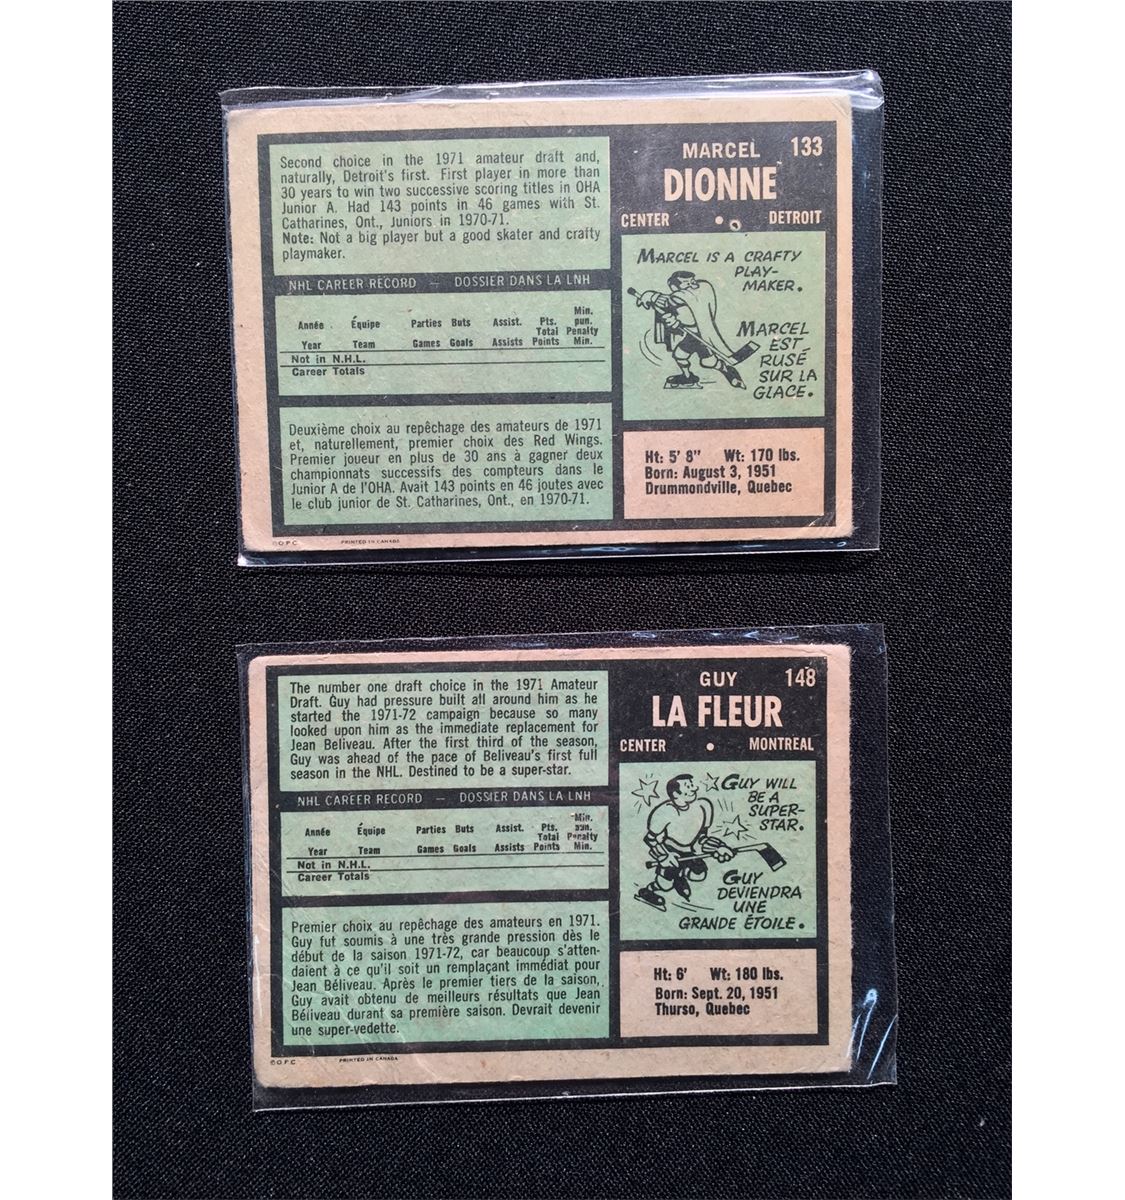 Second choice in the 1971 amateur draft and,
naturally, Detroit's first. First player in more than
30 years to win two successive scoring titles in OHA
Junior A. Had 143 points in 46 games with St.
Catharines, Ont., Juniors in 1970-71.
Note: Not a big player but a good skater and crafty
playmaker.
NHL CAREER RECORD — DOSSIER DANS LA LNH
Année Équipe Parties Buts Assist. Pts. Total Min. pun. Penalty
Year Team Games Goals Assists Points Min.
Not in N.H.L.
Career Totals
Deuxième choix au repêchage des amateurs de 1971
et, naturellement, premier choix des Red Wings.
Premier joueur en plus de 30 ans à gagner deux
championnats successifs des compteurs dans le
Junior A de l'OHA. Avait 143 points en 46 joutes avec
le club junior de St. Catharines, Ont., en 1970-71.
©O.P.C. PRINTED IN CANADA
MARCEL 133
DIONNE
CENTER • DETROIT
MARCEL IS A CRAFTY
PLAY-
MAKER.
MARCEL
EST
RUSÉ
SUR LA
GLACE.
Ht: 5' 8" Wt: 170 lbs.
Born: August 3, 1951
Drummondville, Quebec
The number one draft choice in the 1971 Amateur
Draft. Guy had pressure built all around him as he
started the 1971-72 campaign because so many
looked upon him as the immediate replacement for
Jean Beliveau. After the first third of the season,
Guy was ahead of the pace of Beliveau's first full
season in the NHL. Destined to be a super-star.
NHL CAREER RECORD — DOSSIER DANS LA LNH
Année Équipe Parties Buts Assist. Pts. Total Min. pun. Penalty
Year Team Games Goals Assists Points Min.
Not in N.H.L.
Career Totals
Premier choix au repêchage des amateurs en 1971.
Guy fut soumis à une très grande pression dès le
début de la saison 1971-72, car beaucoup s'atten-
daient à ce qu'il soit un remplaçant immédiat pour
Jean Béliveau. Après le premier tiers de la saison,
Guy avait obtenu de meilleurs résultats que Jean
Béliveau durant sa première saison. Devrait devenir
une super-vedette.
©O.P.C. PRINTED IN CANADA
GUY 148
LA FLEUR
CENTER • MONTREAL
GUY WILL
BE A
SUPER-
STAR.
GUY
DEVIENDRA
UNE
GRANDE ÉTOILE.
Ht: 6' Wt: 180 lbs.
Born: Sept. 20, 1951
Thurso, Quebec